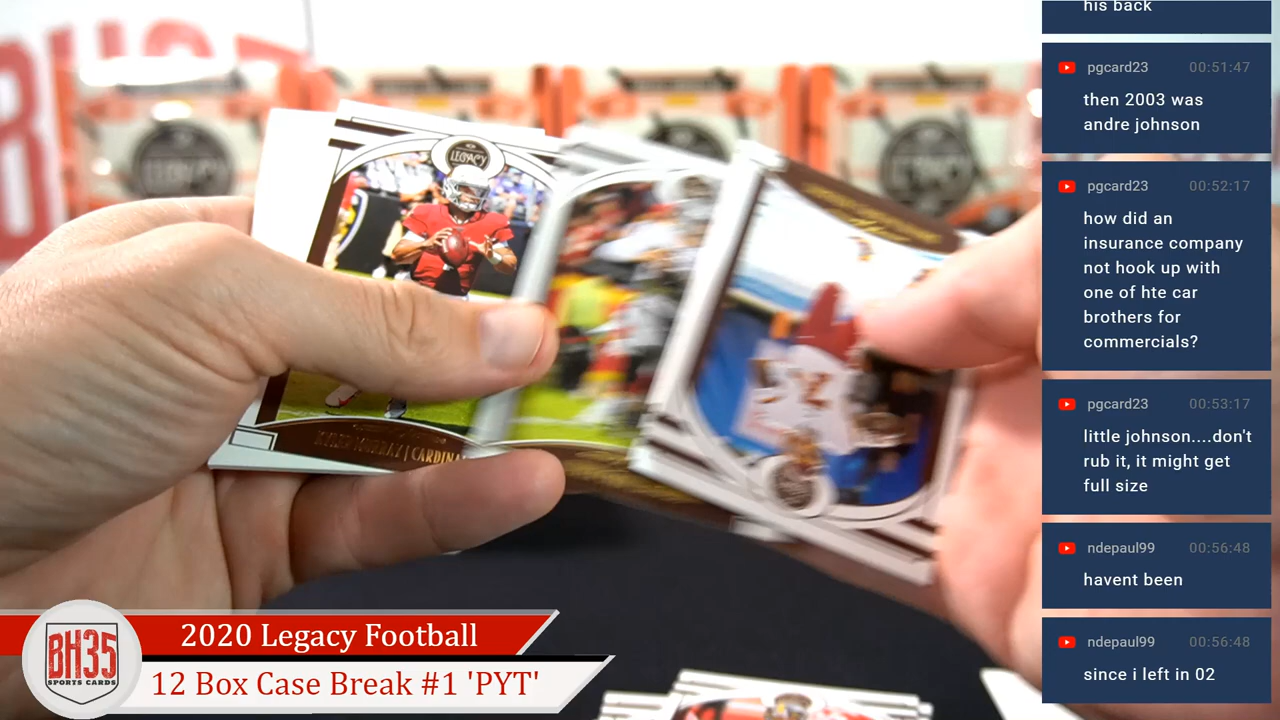 LEGACY
MURRAY | CARDINA
2020 Legacy Football
12 Box Case Break #1 'PYT'
BH35
SPORTS CARDS
his back
pgcard23 00:51:47
then 2003 was
andre johnson
pgcard23 00:52:17
how did an
insurance company
not hook up with
one of hte car
brothers for
commercials?
pgcard23 00:53:17
little johnson....don't
rub it, it might get
full size
ndepaul99 00:56:48
havent been
ndepaul99 00:56:48
since i left in 02